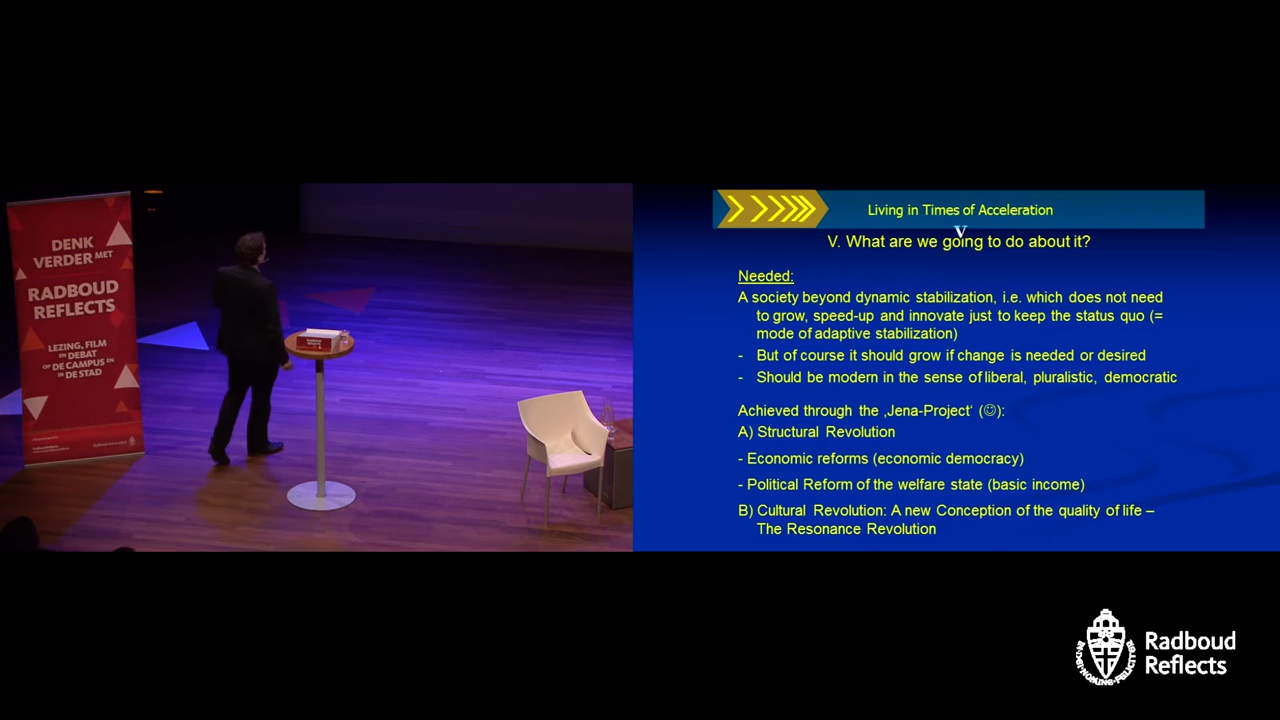 DENK
VERDER MET
RADBOUD
REFLECTS
LEZING, FILM
EN DEBAT
OP DE CAMPUS EN
IN DE STAD
RADBOUD
REFLECTS
Living in Times of Acceleration
V
V. What are we going to do about it?
Needed:
A society beyond dynamic stabilization, i.e. which does not need
to grow, speed-up and innovate just to keep the status quo (=
mode of adaptive stabilization)
- But of course it should grow if change is needed or desired
- Should be modern in the sense of liberal, pluralistic, democratic
Achieved through the ‚Jena-Project‘ (☺):
A) Structural Revolution
- Economic reforms (economic democracy)
- Political Reform of the welfare state (basic income)
B) Cultural Revolution: A new Conception of the quality of life –
The Resonance Revolution
Radboud
Reflects